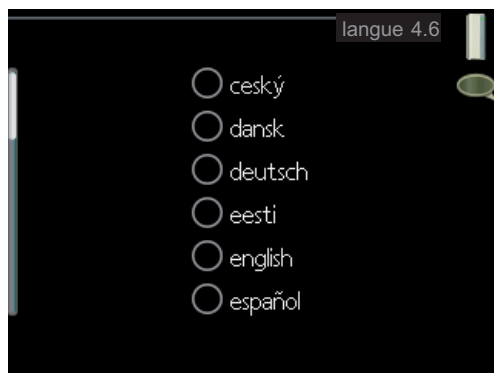 langue 4.6
ceský
dansk
deutsch
eesti
english
español